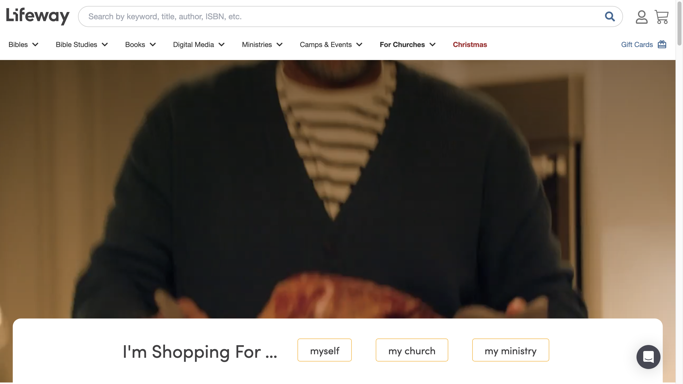 Lifeway
Search by keyword, title, author, ISBN, etc.
Bibles Bible Studies Books Digital Media Ministries Camps & Events For Churches Christmas Gift Cards
I'm Shopping For ... myself my church my ministry